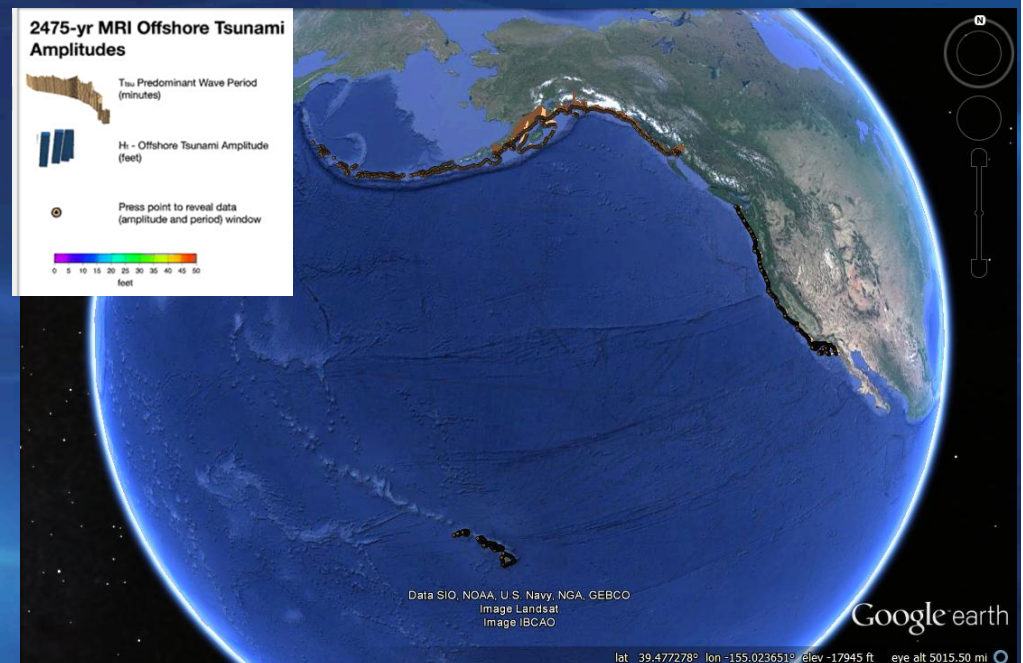 2475-yr MRI Offshore Tsunami
Amplitudes
TTsu Predominant Wave Period
(minutes)
Ht - Offshore Tsunami Amplitude
(feet)
Press point to reveal data
(amplitude and period) window
0 5 10 15 20 25 30 35 40 45 50
feet
N
Data SIO, NOAA, U.S. Navy, NGA, GEBCO
Image Landsat
Image IBCAO
Google earth
lat 39.477278° lon -155.023651° elev -17945 ft eye alt 5015.50 mi